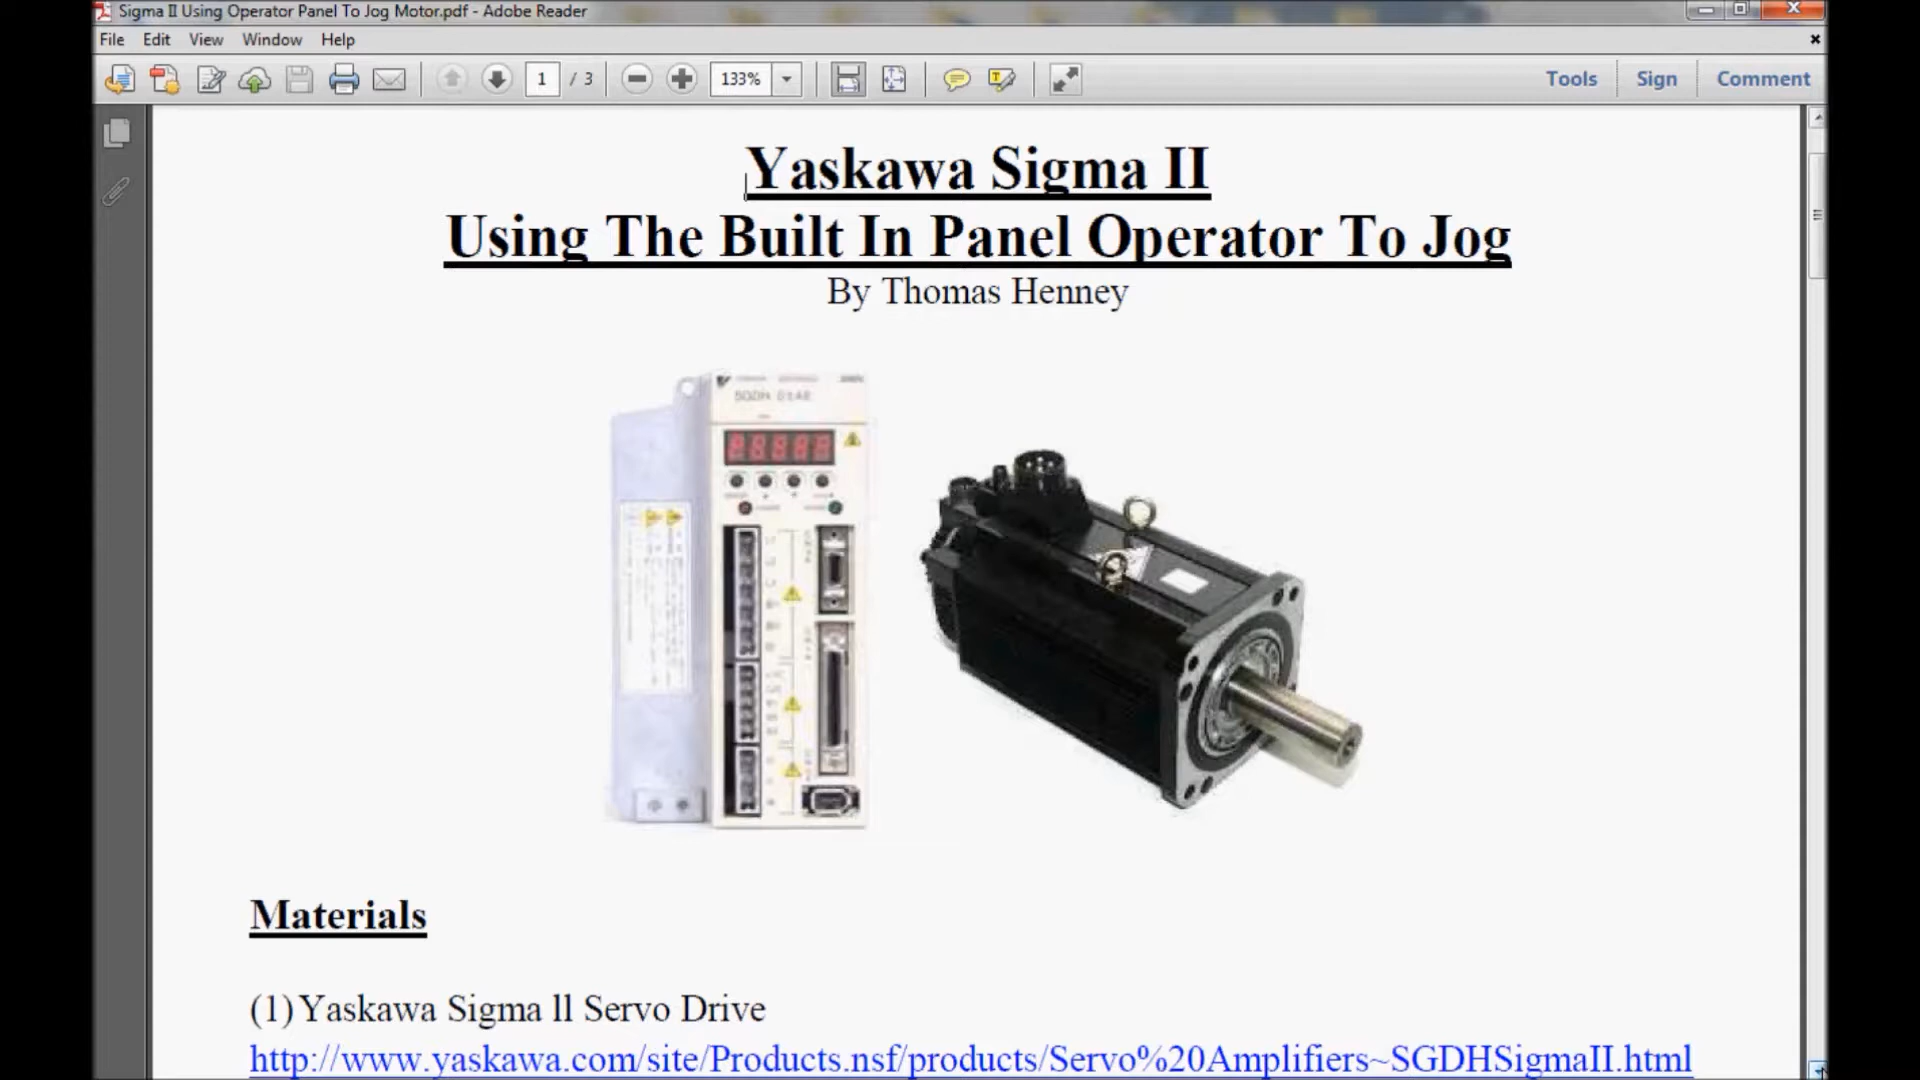 Sigma II Using Operator Panel To Jog Motor.pdf - Adobe Reader
File Edit View Window Help
1 / 3 133% Tools Sign Comment
Yaskawa Sigma II
Using The Built In Panel Operator To Jog
By Thomas Henney
Materials
(1) Yaskawa Sigma ll Servo Drive
http://www.yaskawa.com/site/Products.nsf/products/Servo%20Amplifiers~SGDHSigmaII.html